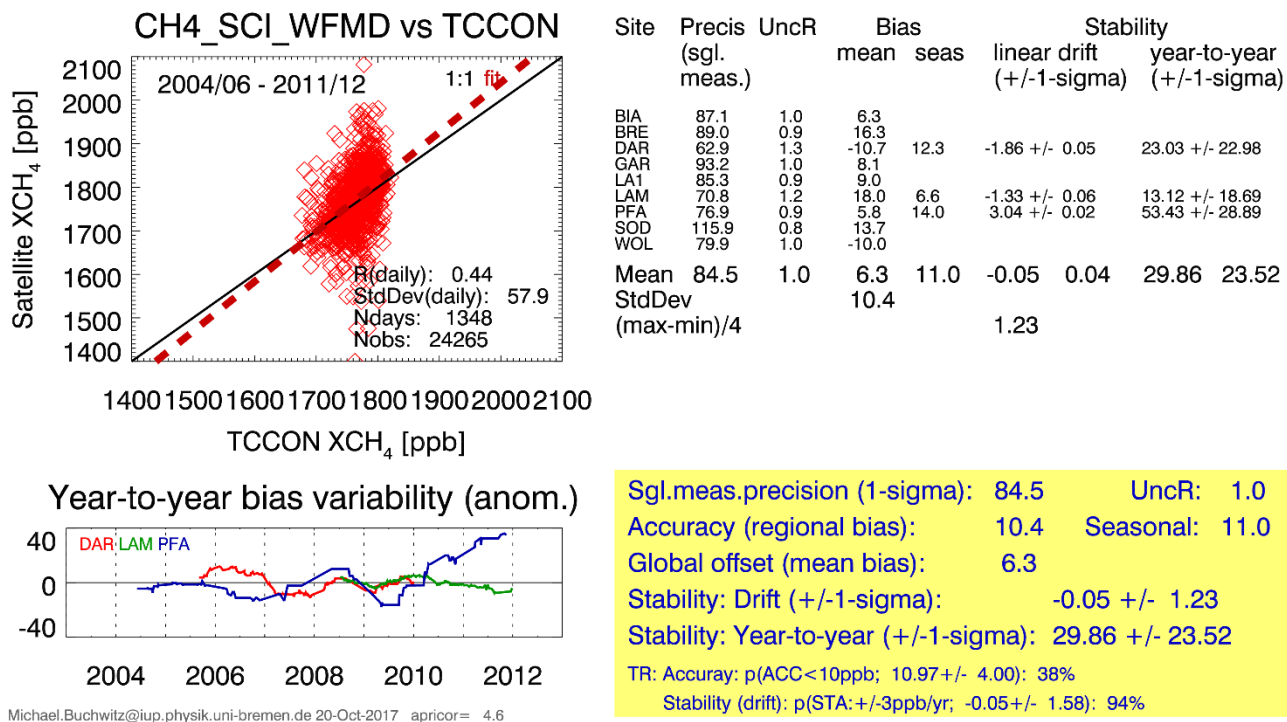 CH4_SCI_WFMD vs TCCON
2004/06 - 2011/12
1:1 fit
Satellite XCH4 [ppb]
2100
2000
1900
1800
1700
1600
1500
1400
R(daily): 0.44
StdDev(daily): 57.9
Ndays: 1348
Nobs: 24265
1400 1500 1600 1700 1800 1900 2000 2100
TCCON XCH4 [ppb]
Site Precis UncR Bias Stability
(sgl. mean seas linear drift year-to-year
meas.) (+/-1-sigma) (+/-1-sigma)
BIA 87.1 1.0 6.3
BRE 89.0 0.9 16.3
DAR 62.9 1.3 -10.7 12.3 -1.86 +/- 0.05 23.03 +/- 22.98
GAR 93.2 1.0 8.1
LA1 85.3 0.9 9.0
LAM 70.8 1.2 18.0 6.6 -1.33 +/- 0.06 13.12 +/- 18.69
PFA 76.9 0.9 5.8 14.0 3.04 +/- 0.02 53.43 +/- 28.89
SOD 115.9 0.8 13.7
WOL 79.9 1.0 -10.0
Mean 84.5 1.0 6.3 11.0 -0.05 0.04 29.86 23.52
StdDev 10.4
(max-min)/4 1.23
Year-to-year bias variability (anom.)
40
0
-40
DAR LAM PFA
2004 2006 2008 2010 2012
Sgl.meas.precision (1-sigma): 84.5 UncR: 1.0
Accuracy (regional bias): 10.4 Seasonal: 11.0
Global offset (mean bias): 6.3
Stability: Drift (+/-1-sigma): -0.05 +/- 1.23
Stability: Year-to-year (+/-1-sigma): 29.86 +/- 23.52
TR: Accuray: p(ACC<10ppb; 10.97+/- 4.00): 38%
Stability (drift): p(STA:+/-3ppb/yr; -0.05+/- 1.58): 94%
Michael.Buchwitz@iup.physik.uni-bremen.de 20-Oct-2017 apricor= 4.6